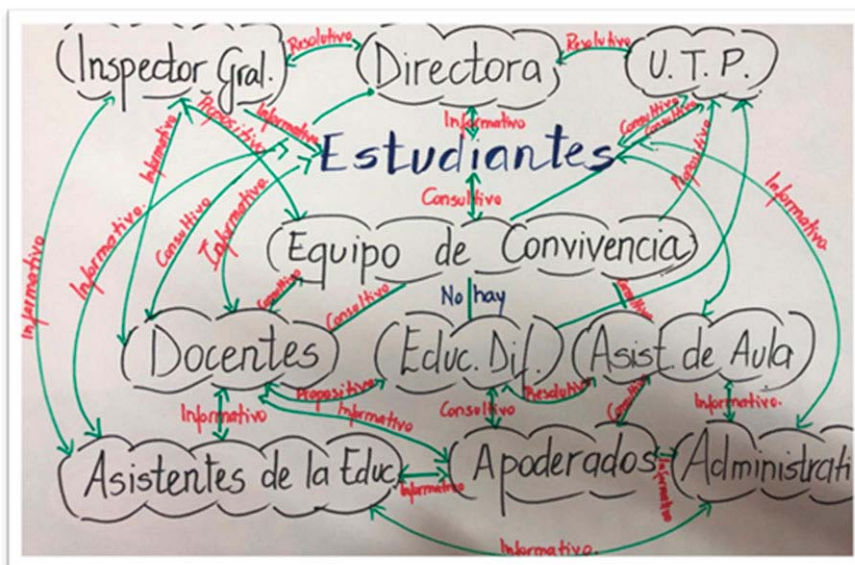 Resolutivo
Resolutivo
Inspector Gral.
Directora
U.T.P.
Propositivo
Informativo
Informativo
Consultivo
Consultivo
Informativo
Estudiantes
Propositivo
Informativo
Consultivo
Informativo
Consultivo
Informativo.
Informativo
Informativo
Equipo de Convivencia
Consultivo
Consultivo
No hay
Consultivo
Docentes
Educ. Dif.
Asist. de Aula
Propositivo
Resolutivo
Informativo
Informativo
Consultivo
Consultivo
Informativo.
Asistentes de la Educ.
Apoderados
Administrati
Informativo
Informativo
Informativo.